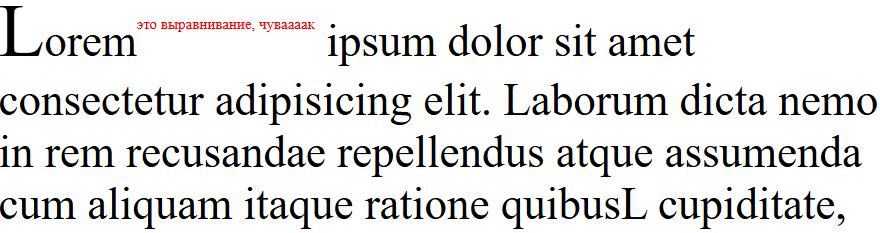 Lorem это выравнивание, чуваааак ipsum dolor sit amet
consectetur adipisicing elit. Laborum dicta nemo
in rem recusandae repellendus atque assumenda
cum aliquam itaque ratione quibusL cupiditate,